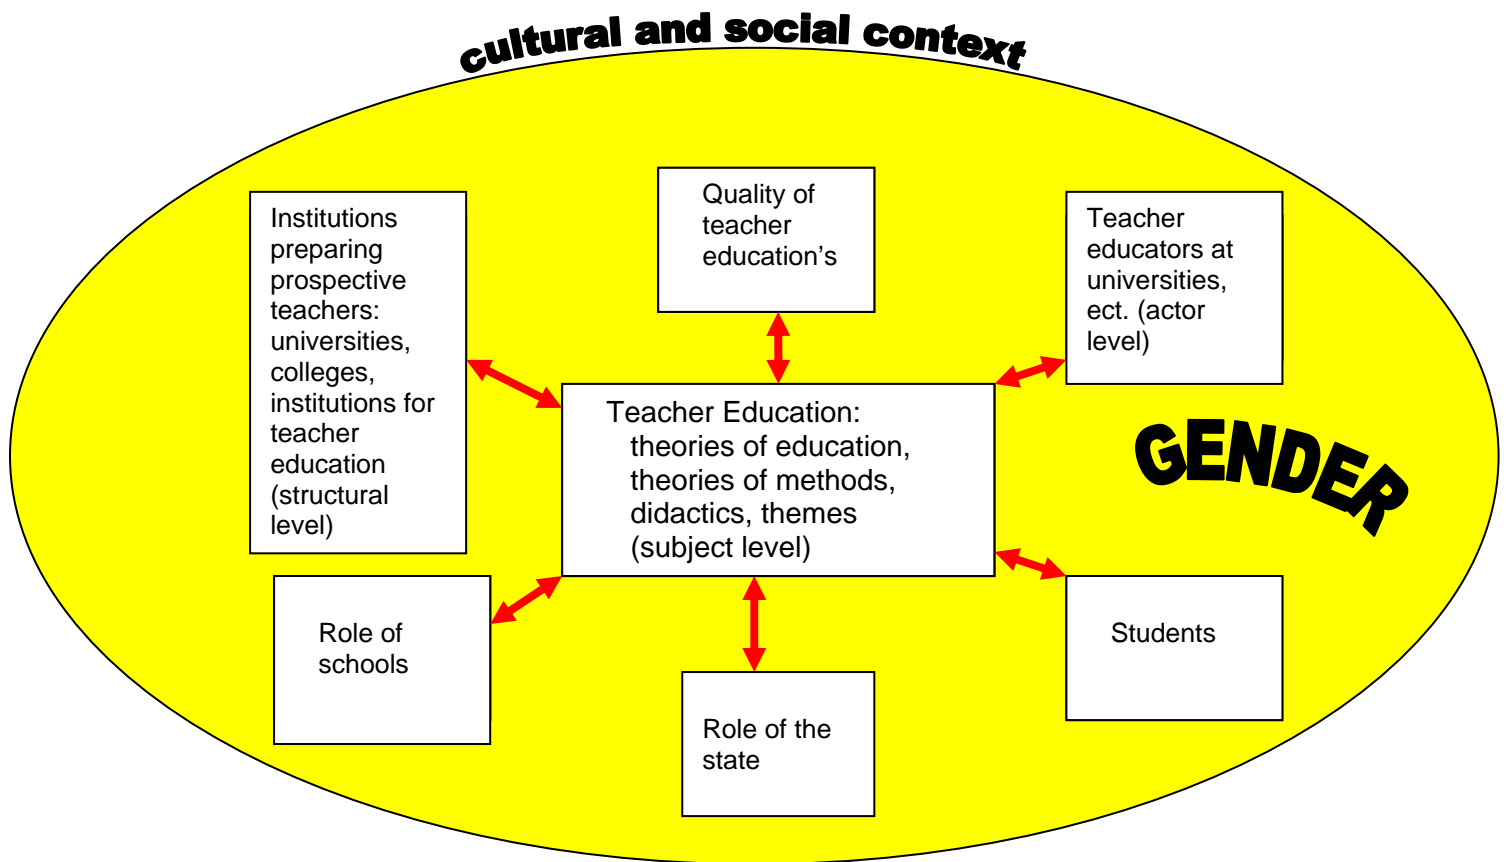 cultural and social context
Institutions
preparing
prospective
teachers:
universities,
colleges,
institutions for
teacher
education
(structural
level)
Quality of
teacher
education’s
Teacher
educators at
universities,
ect. (actor
level)
Teacher Education:
theories of education,
theories of methods,
didactics, themes
(subject level)
GENDER
Role of
schools
Role of the
state
Students